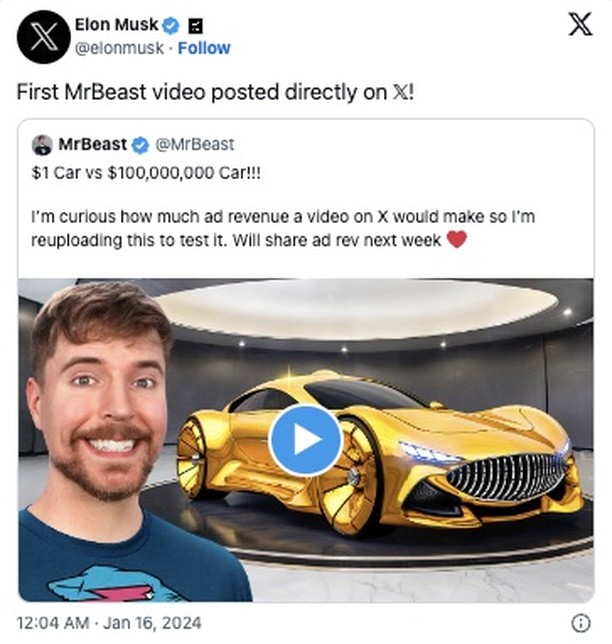 Elon Musk
@elonmusk · Follow
First MrBeast video posted directly on 𝕏!
MrBeast @MrBeast
$1 Car vs $100,000,000 Car!!!
I'm curious how much ad revenue a video on X would make so I'm
reuploading this to test it. Will share ad rev next week ❤️
12:04 AM · Jan 16, 2024